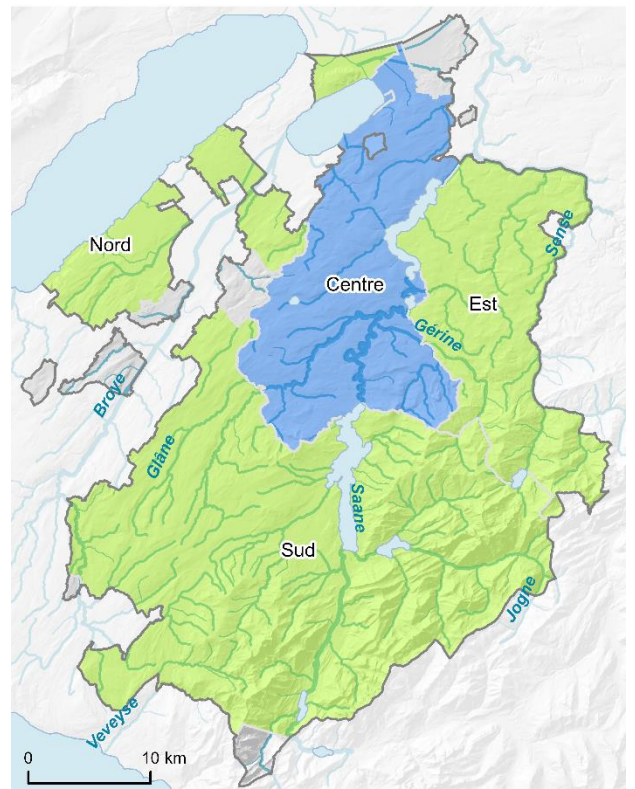 Nord
Sense
Centre
Est
Gérine
Broye
Glâne
Saane
Sud
Jogne
Veveyse
0 10 km